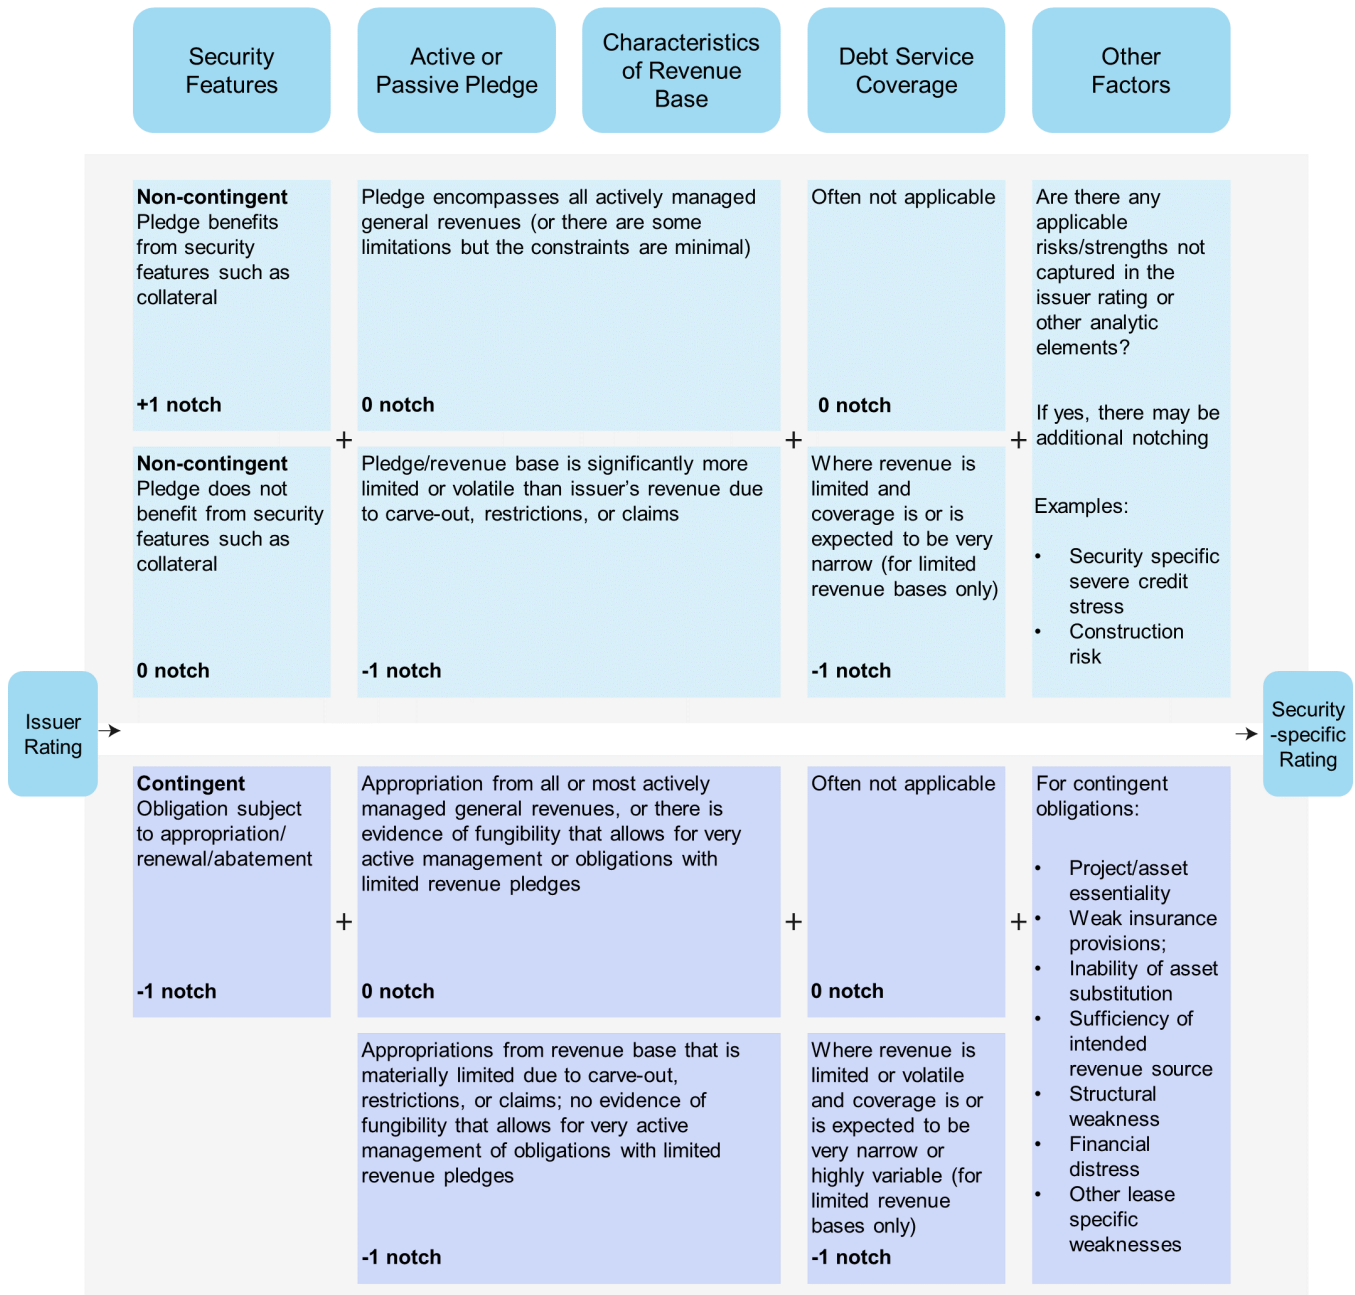 Security
Features
Active or
Passive Pledge
Characteristics
of Revenue
Base
Debt Service
Coverage
Other
Factors
Non-contingent
Pledge benefits
from security
features such as
collateral
+1 notch
Pledge encompasses all actively managed
general revenues (or there are some
limitations but the constraints are minimal)
0 notch
Often not applicable
0 notch
Are there any
applicable
risks/strengths not
captured in the
issuer rating or
other analytic
elements?
If yes, there may be
additional notching
Examples:
• Security specific
severe credit
stress
• Construction
risk
+
+
+
Non-contingent
Pledge does not
benefit from security
features such as
collateral
0 notch
Pledge/revenue base is significantly more
limited or volatile than issuer's revenue due
to carve-out, restrictions, or claims
-1 notch
Where revenue is
limited and
coverage is or is
expected to be very
narrow (for limited
revenue bases only)
-1 notch
Issuer
Rating
Security
-specific
Rating
Contingent
Obligation subject
to appropriation/
renewal/abatement
-1 notch
+
Appropriation from all or most actively
managed general revenues, or there is
evidence of fungibility that allows for very
active management or obligations with
limited revenue pledges
0 notch
+
Often not applicable
0 notch
+
For contingent
obligations:
• Project/asset
essentiality
• Weak insurance
provisions;
• Inability of asset
substitution
• Sufficiency of
intended
revenue source
• Structural
weakness
• Financial
distress
• Other lease
specific
weaknesses
Appropriations from revenue base that is
materially limited due to carve-out,
restrictions, or claims; no evidence of
fungibility that allows for very active
management of obligations with limited
revenue pledges
-1 notch
Where revenue is
limited or volatile
and coverage is or
is expected to be
very narrow or
highly variable (for
limited revenue
bases only)
-1 notch